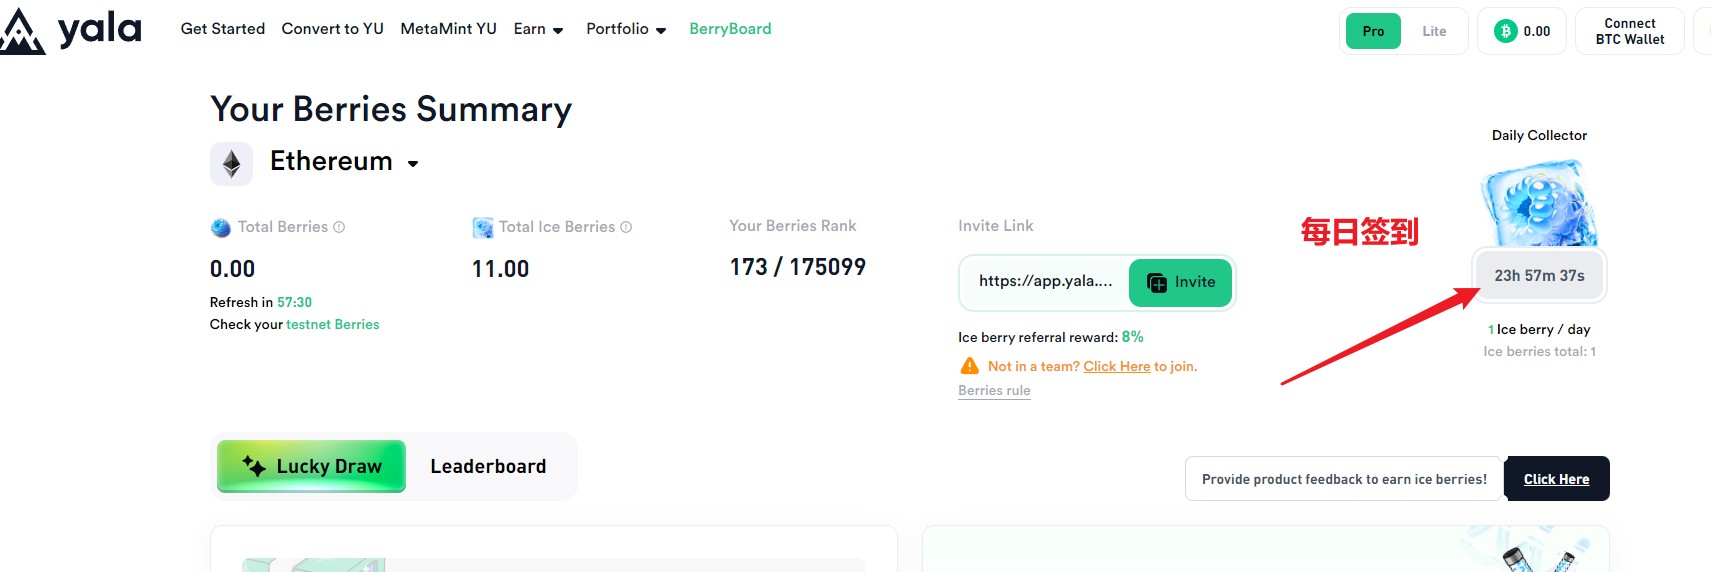 yala
Get Started Convert to YU MetaMint YU Earn Portfolio BerryBoard
Pro Lite
0.00
Connect
BTC Wallet
Your Berries Summary
Ethereum
Daily Collector
Total Berries
0.00
Refresh in 57:30
Check your testnet Berries
Total Ice Berries
11.00
Your Berries Rank
173 / 175099
Invite Link
https://app.yala.... Invite
Ice berry referral reward: 8%
Not in a team? Click Here to join.
Berries rule
每日签到
23h 57m 37s
1 Ice berry / day
Ice berries total: 1
Lucky Draw Leaderboard
Provide product feedback to earn ice berries! Click Here